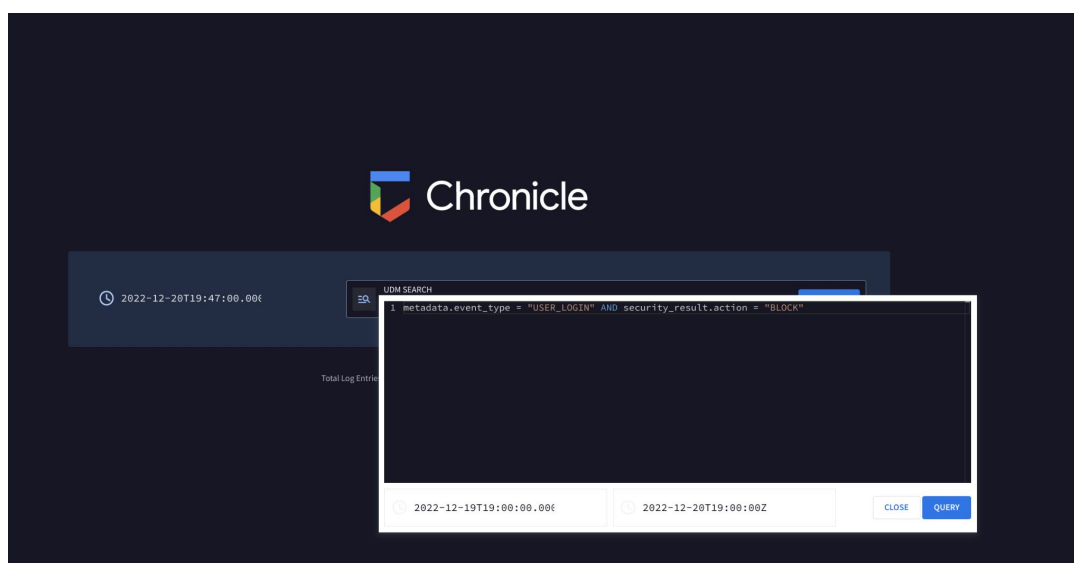 Chronicle
2022-12-20T19:47:00.00
UDM SEARCH
1 metadata.event_type = "USER_LOGIN" AND security_result.action = "BLOCK"
Total Log Entrie
2022-12-19T19:00:00.00
2022-12-20T19:00:00Z
CLOSE
QUERY